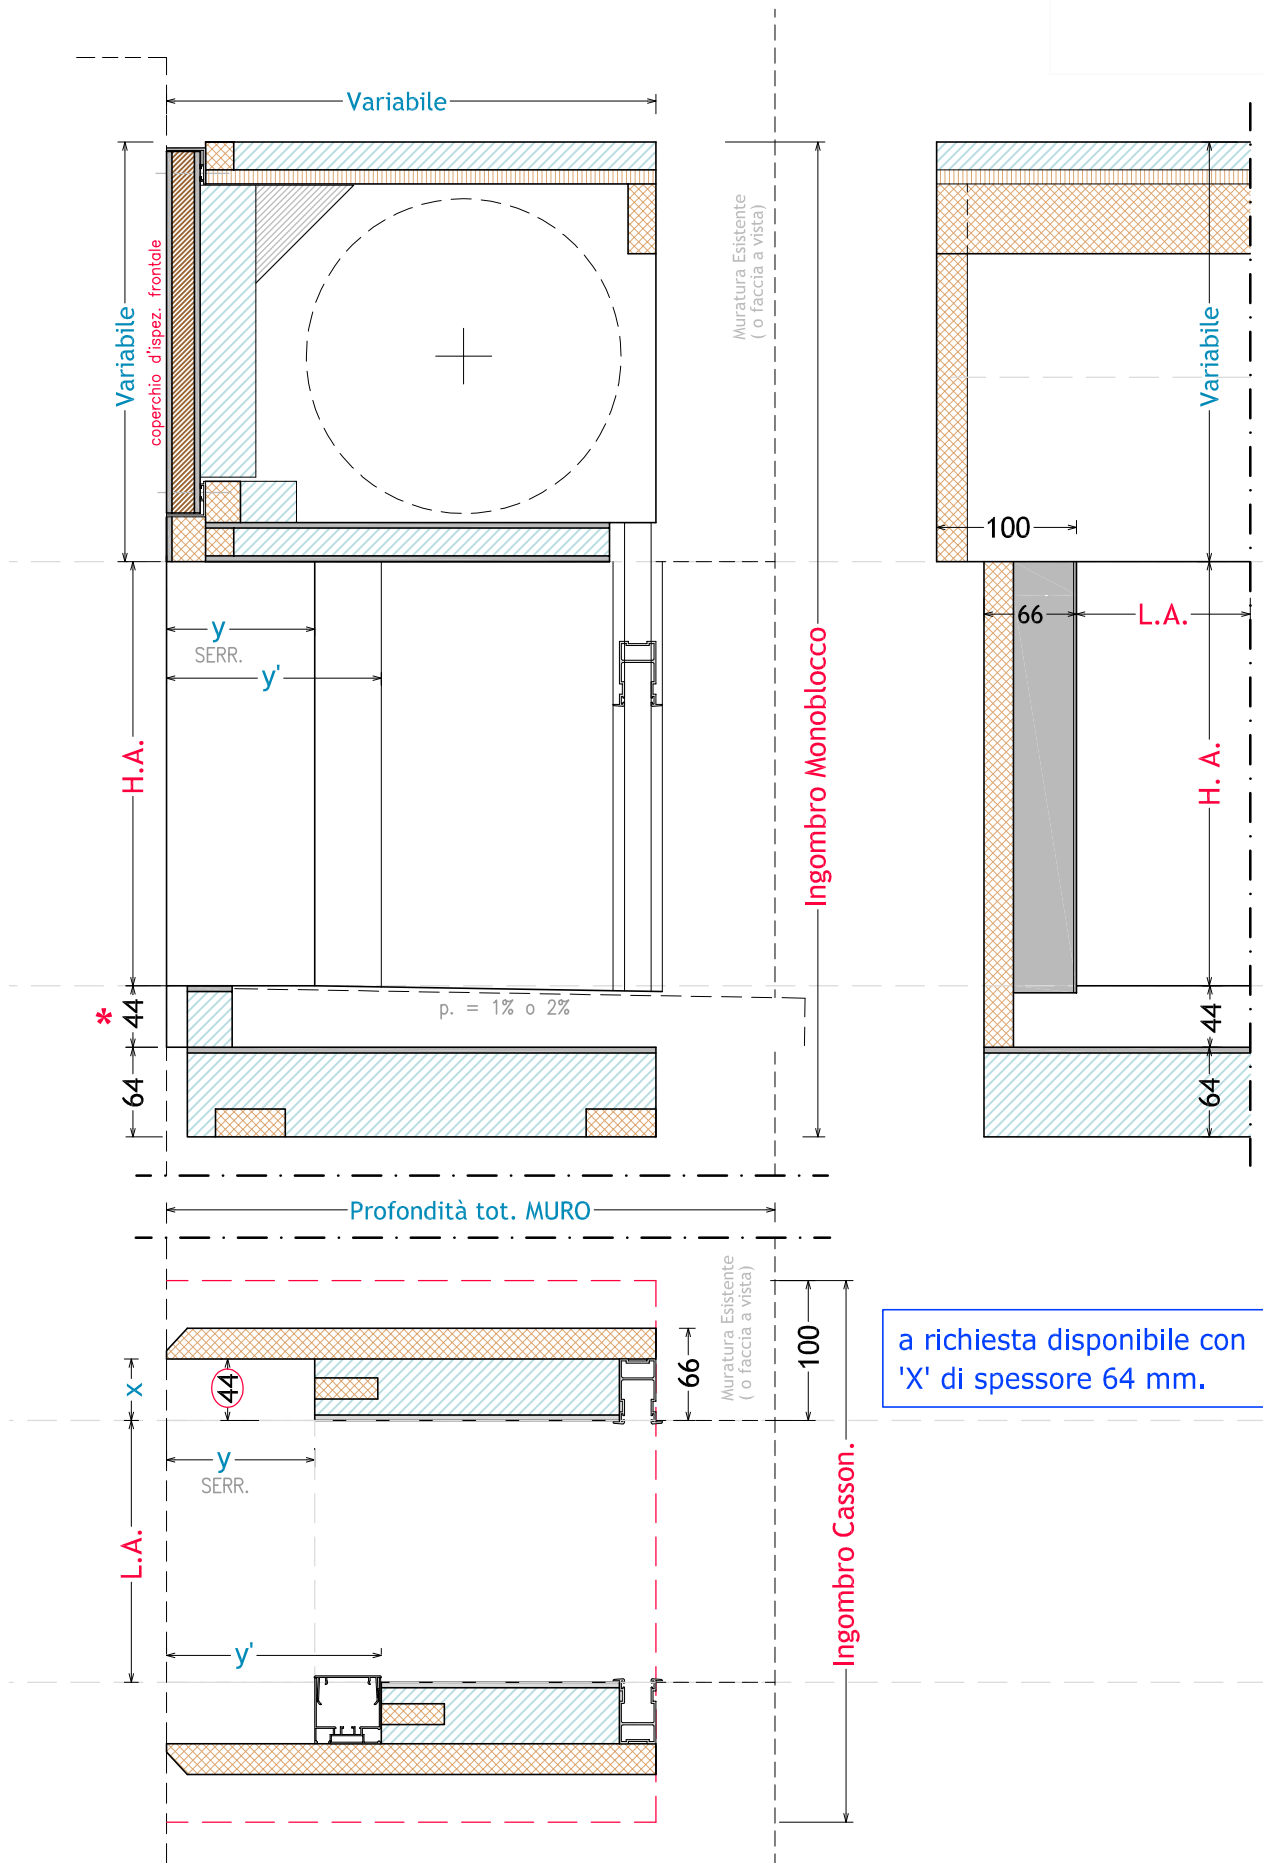 Variabile
Variabile
coperchio d'ispez. frontale
Muratura Esistente
( o faccia a vista)
Variabile
100
y
SERR.
y'
66
L.A.
H.A.
Ingombro Monoblocco
H. A.
* 44
p. = 1% o 2%
44
64
64
Profondità tot. MURO
Muratura Esistente
( o faccia a vista)
x
44
66
100
a richiesta disponibile con
'X' di spessore 64 mm.
y
SERR.
L.A.
Ingombro Casson.
y'